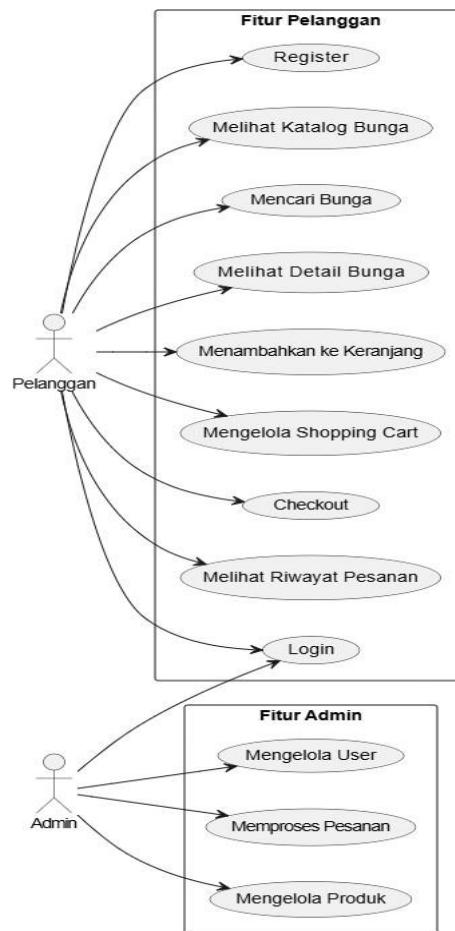 Fitur Pelanggan
Register
Melihat Katalog Bunga
Mencari Bunga
Melihat Detail Bunga
Menambahkan ke Keranjang
Pelanggan
Mengelola Shopping Cart
Checkout
Melihat Riwayat Pesanan
Login
Fitur Admin
Mengelola User
Memproses Pesanan
Admin
Mengelola Produk